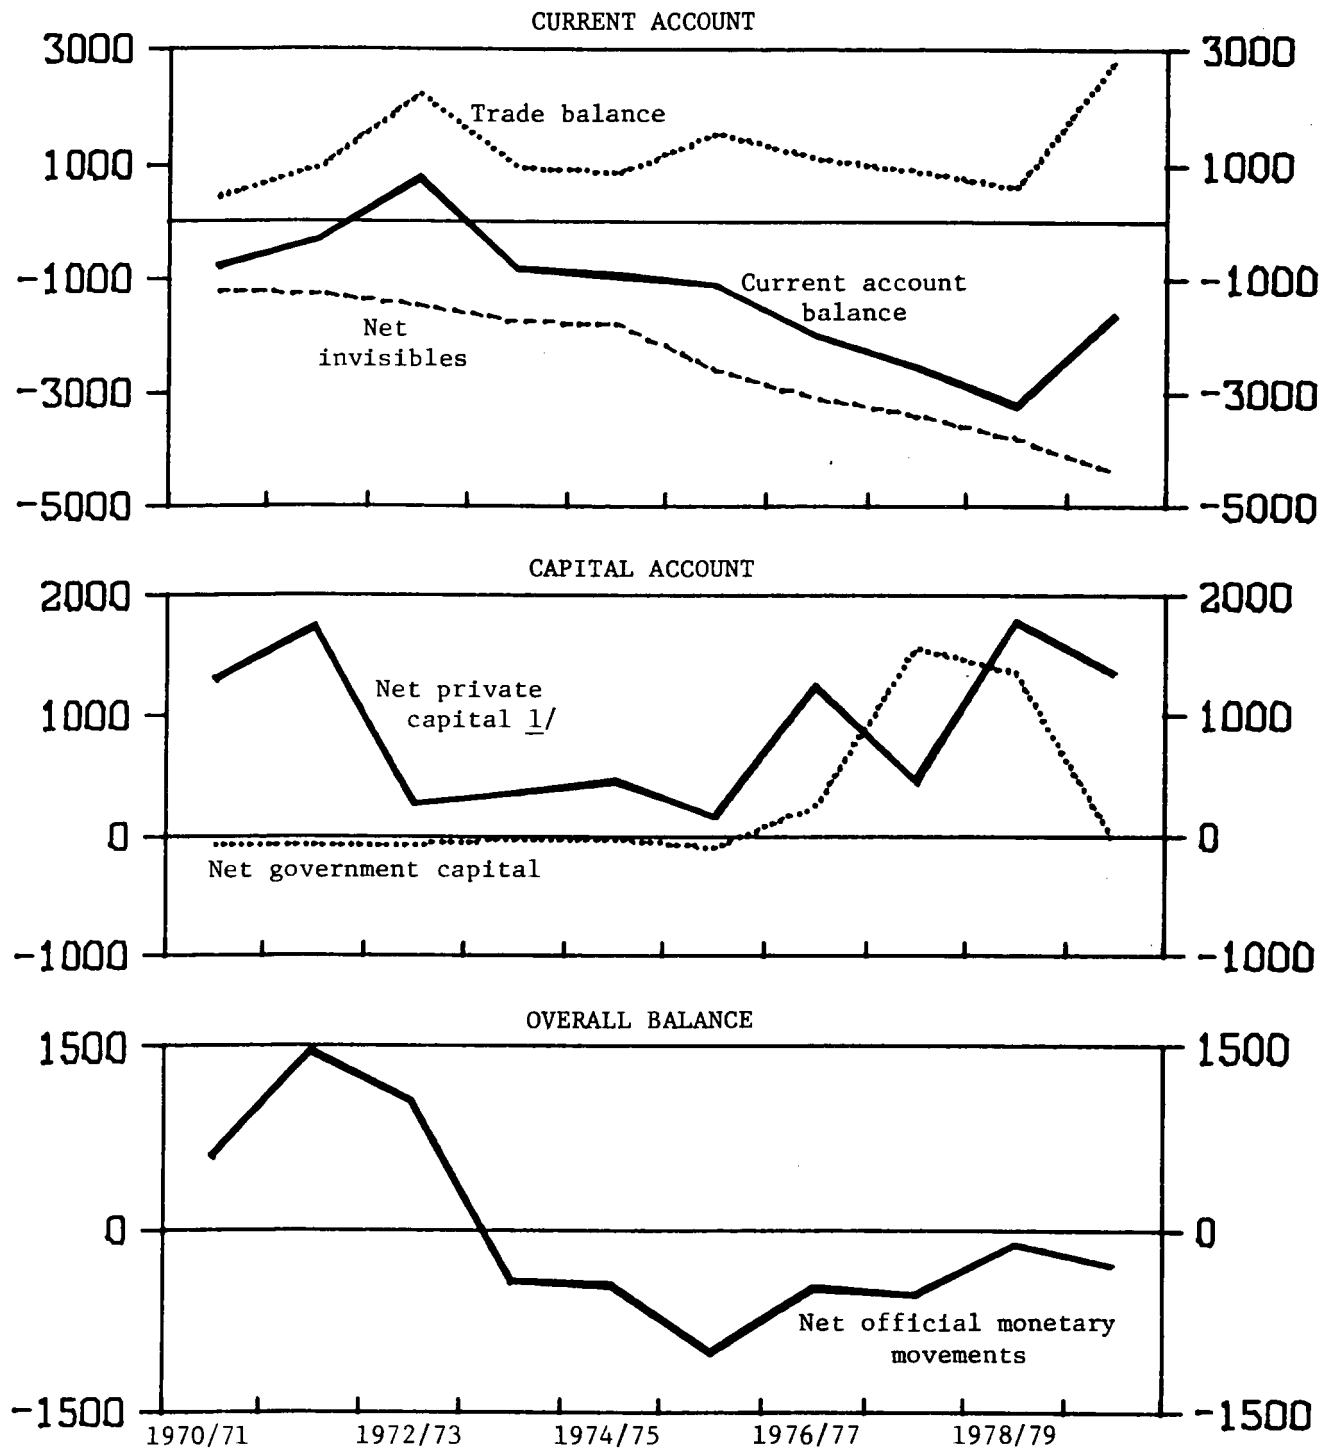 CURRENT ACCOUNT
3000 3000
Trade balance
1000 1000
-1000 -1000
Current account
balance
Net
invisibles
-3000 -3000
-5000 -5000
CAPITAL ACCOUNT
2000 2000
Net private
capital 1/
1000 1000
0 0
Net government capital
-1000 -1000
OVERALL BALANCE
1500 1500
0 0
Net official monetary
movements
-1500 -1500
1970/71 1972/73 1974/75 1976/77 1978/79